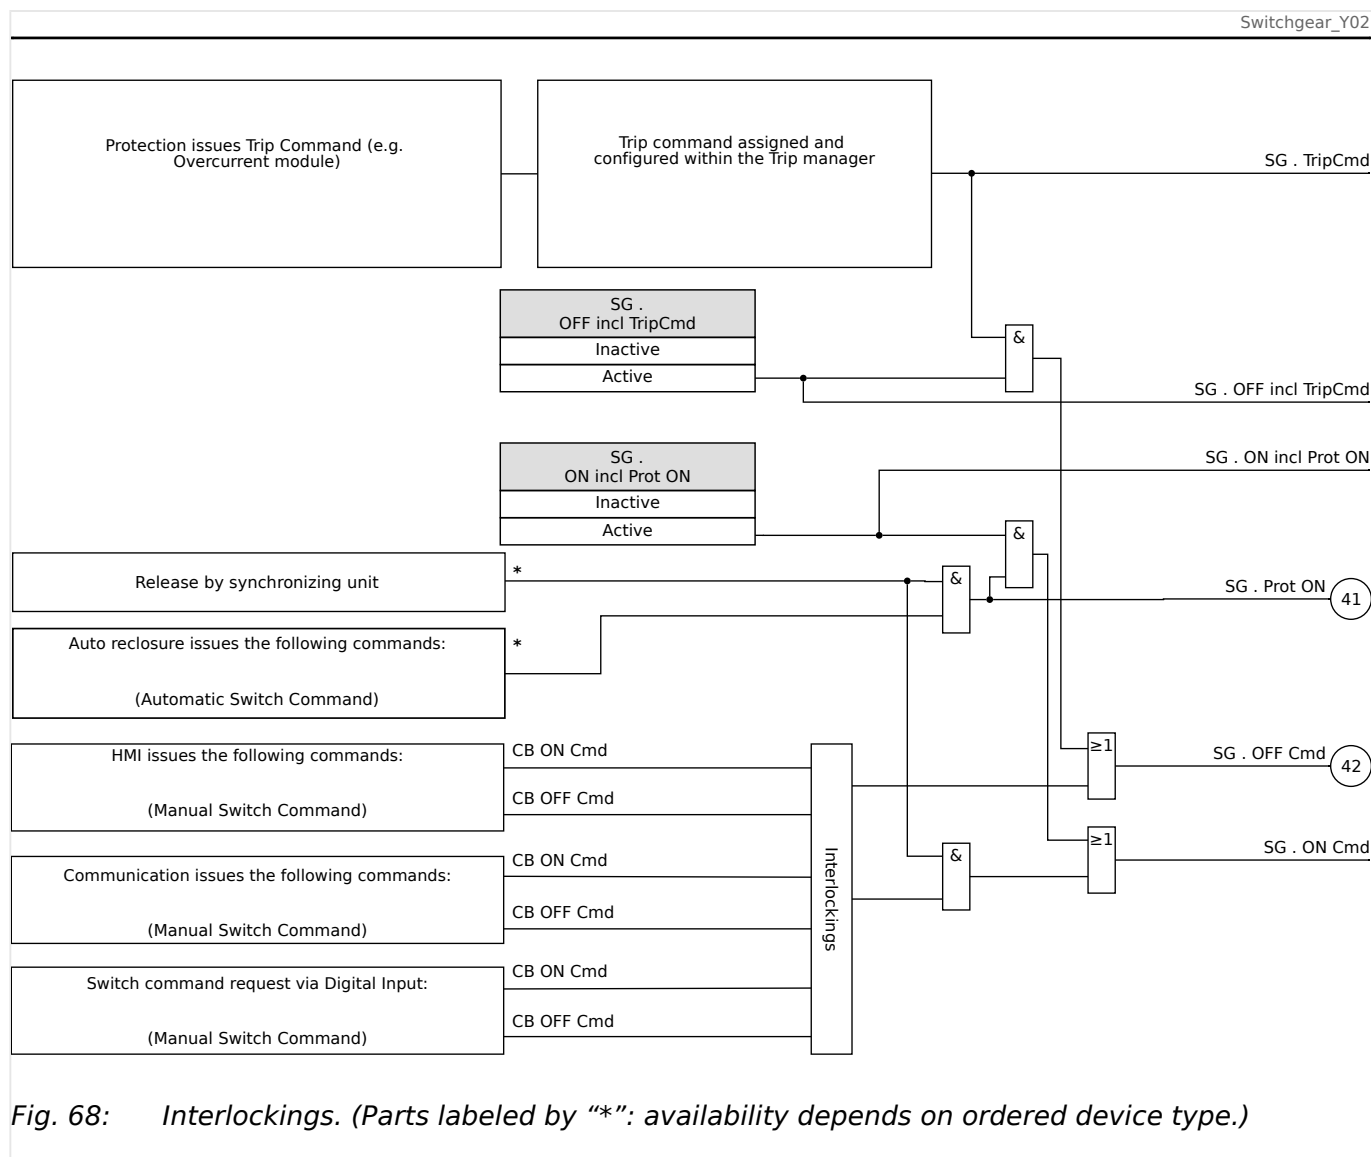 Switchgear_Y02
Protection issues Trip Command (e.g.
Overcurrent module)
Trip command assigned and
configured within the Trip manager
SG . TripCmd
SG .
OFF incl TripCmd
Inactive
Active
&
SG . OFF incl TripCmd
SG .
ON incl Prot ON
Inactive
Active
SG . ON incl Prot ON
&
Release by synchronizing unit
*
&
SG . Prot ON
41
Auto reclosure issues the following commands:
*
(Automatic Switch Command)
HMI issues the following commands:
(Manual Switch Command)
CB ON Cmd
CB OFF Cmd
≥1
SG . OFF Cmd
42
Communication issues the following commands:
(Manual Switch Command)
CB ON Cmd
CB OFF Cmd
Interlockings
&
≥1
SG . ON Cmd
Switch command request via Digital Input:
(Manual Switch Command)
CB ON Cmd
CB OFF Cmd
Fig. 68: Interlockings. (Parts labeled by “*”: availability depends on ordered device type.)